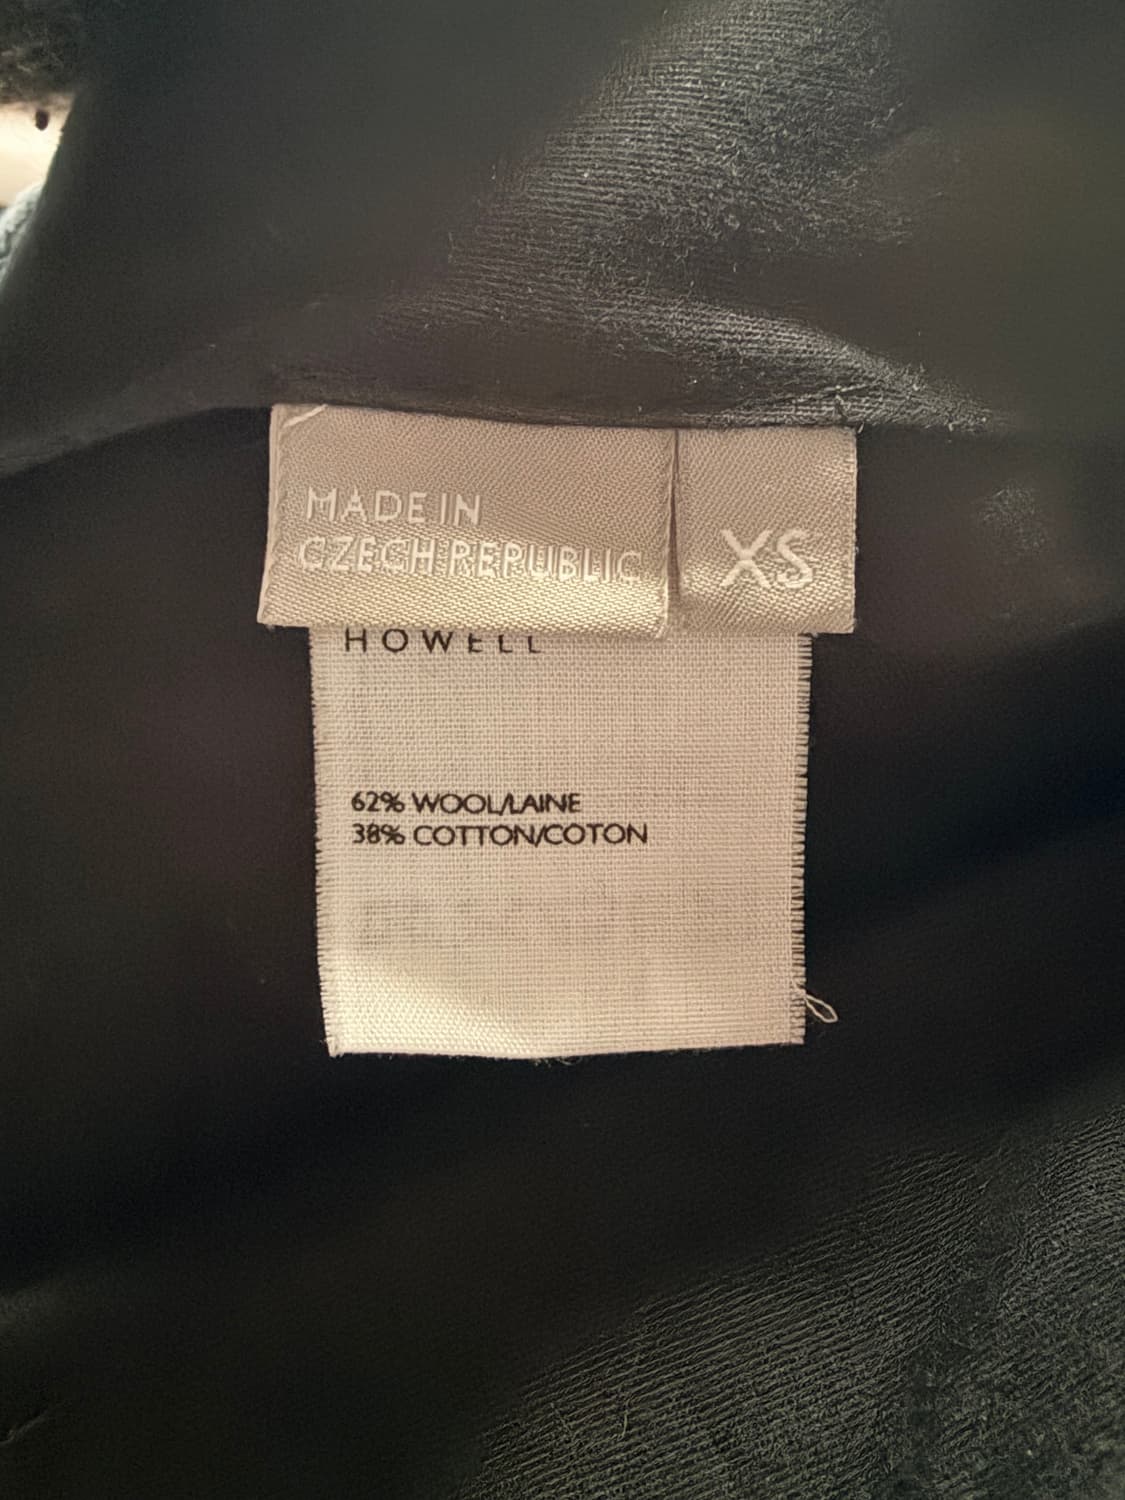 MADE IN
CZECH REPUBLIC
XS
HOWELL
62% WOOL/LAINE
38% COTTON/COTON